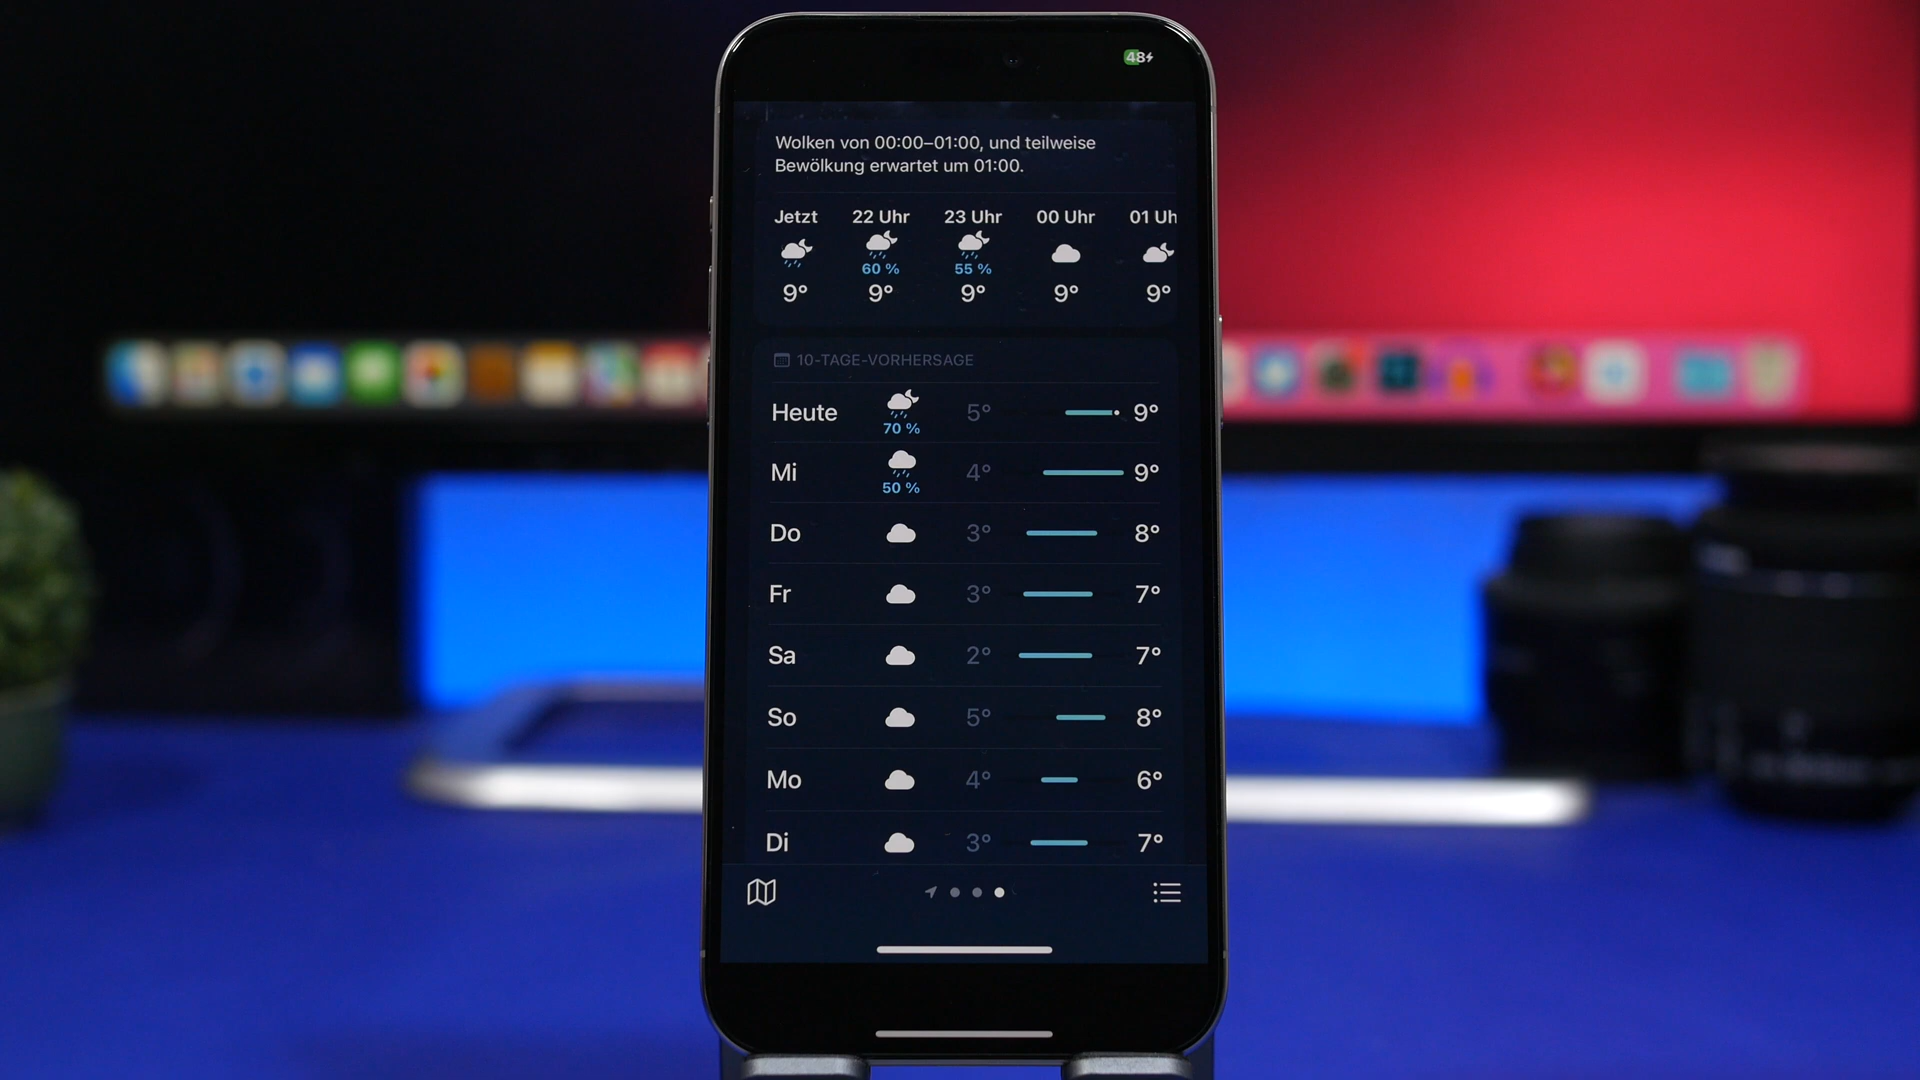 48
Wolken von 00:00–01:00, und teilweise
Bewölkung erwartet um 01:00.
Jetzt 22 Uhr 23 Uhr 00 Uhr 01 Uh
60 % 55 %
9° 9° 9° 9° 9°
10-TAGE-VORHERSAGE
Heute 70 % 5° 9°
Mi 50 % 4° 9°
Do 3° 8°
Fr 3° 7°
Sa 2° 7°
So 5° 8°
Mo 4° 6°
Di 3° 7°